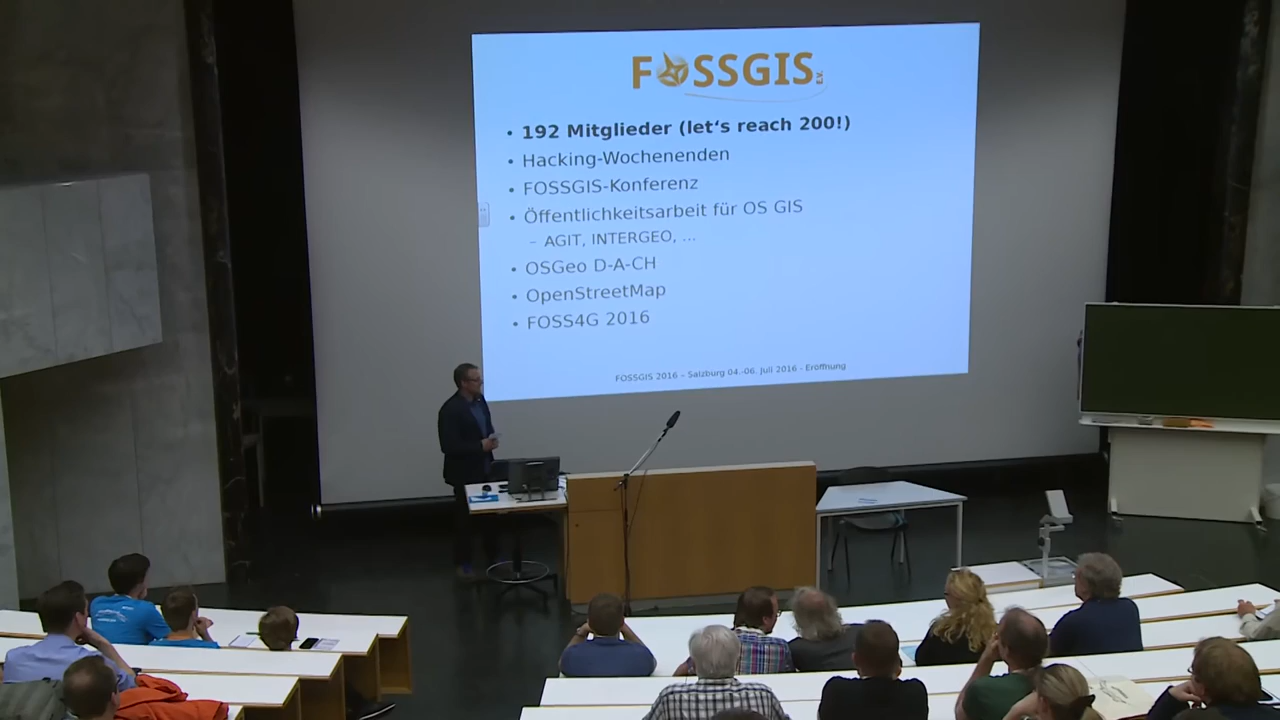 FOSSGIS e.V.
• 192 Mitglieder (let's reach 200!)
• Hacking-Wochenenden
• FOSSGIS-Konferenz
• Öffentlichkeitsarbeit für OS GIS
– AGIT, INTERGEO, ...
• OSGeo D-A-CH
• OpenStreetMap
• FOSS4G 2016
FOSSGIS 2016 – Salzburg 04.-06. Juli 2016 - Eröffnung